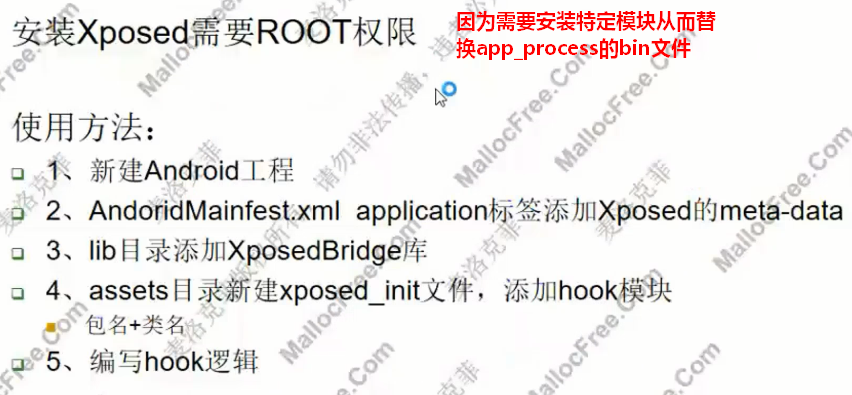 安装Xposed需要ROOT权限
因为需要安装特定模块从而替
换app_process的bin文件
使用方法：
1、新建Android工程
2、AndoridMainfest.xml application标签添加Xposed的meta-data
3、lib目录添加XposedBridge库
4、assets目录新建xposed_init文件，添加hook模块
包名+类名
5、编写hook逻辑
麦洛克菲
请勿非法传播，违者必
MallocFree.Com